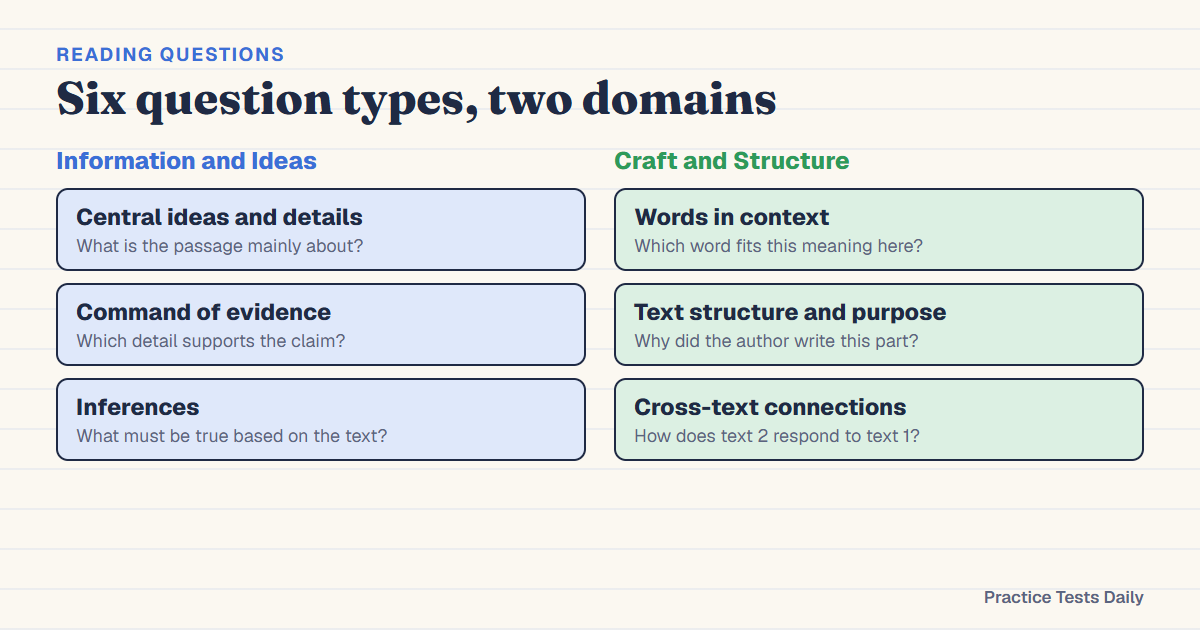 READING QUESTIONS
Six question types, two domains
Information and Ideas
Central ideas and details
What is the passage mainly about?
Command of evidence
Which detail supports the claim?
Inferences
What must be true based on the text?
Craft and Structure
Words in context
Which word fits this meaning here?
Text structure and purpose
Why did the author write this part?
Cross-text connections
How does text 2 respond to text 1?
Practice Tests Daily